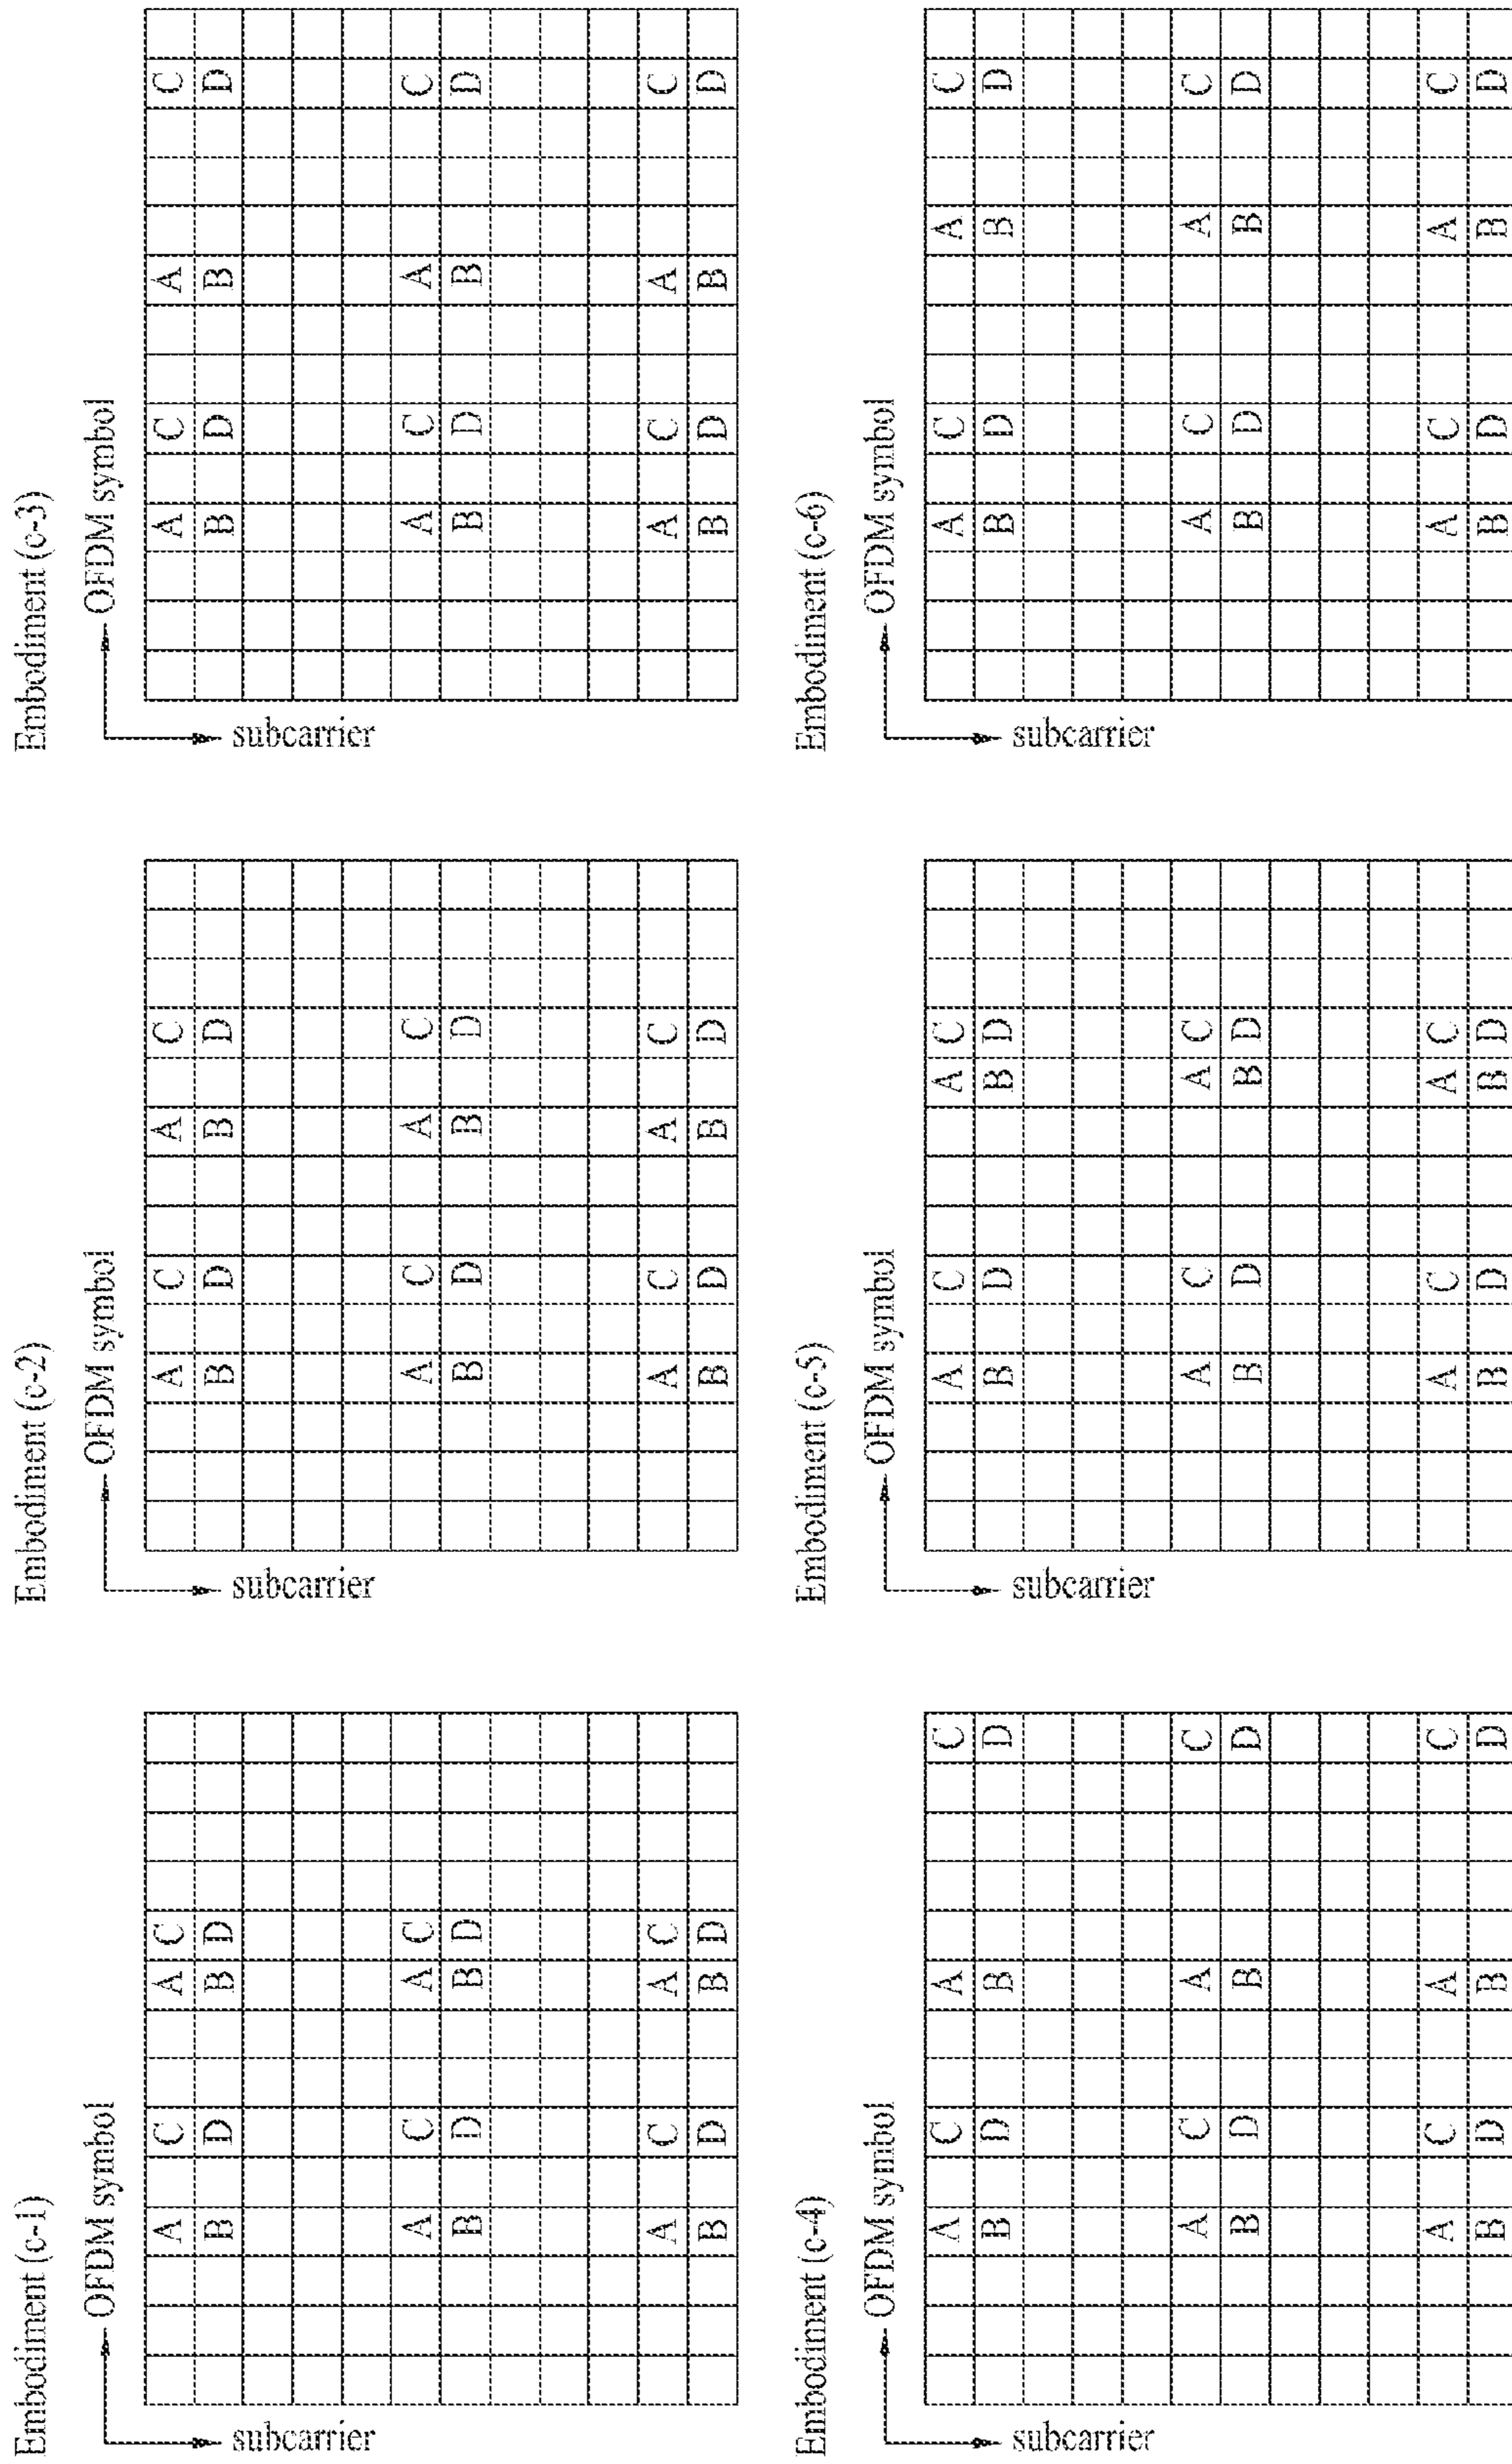 Embodiment (c-1)
OFDM symbol
subcarrier
A C A C
B D B D
A C A C
B D B D
A C A C
B D B D
Embodiment (c-2)
OFDM symbol
subcarrier
A C A C
B D B D
A C A C
B D B D
A C A C
B D B D
Embodiment (c-3)
OFDM symbol
subcarrier
A C A C
B D B D
A C A C
B D B D
A C A C
B D B D
Embodiment (c-4)
OFDM symbol
subcarrier
A C A C
B D B D
A C A C
B D B D
A C A C
B D B D
Embodiment (c-5)
OFDM symbol
subcarrier
A C A C
B D B D
A C A C
B D B D
A C A C
B D B D
Embodiment (c-6)
OFDM symbol
subcarrier
A C A C
B D B D
A C A C
B D B D
A C A C
B D B D